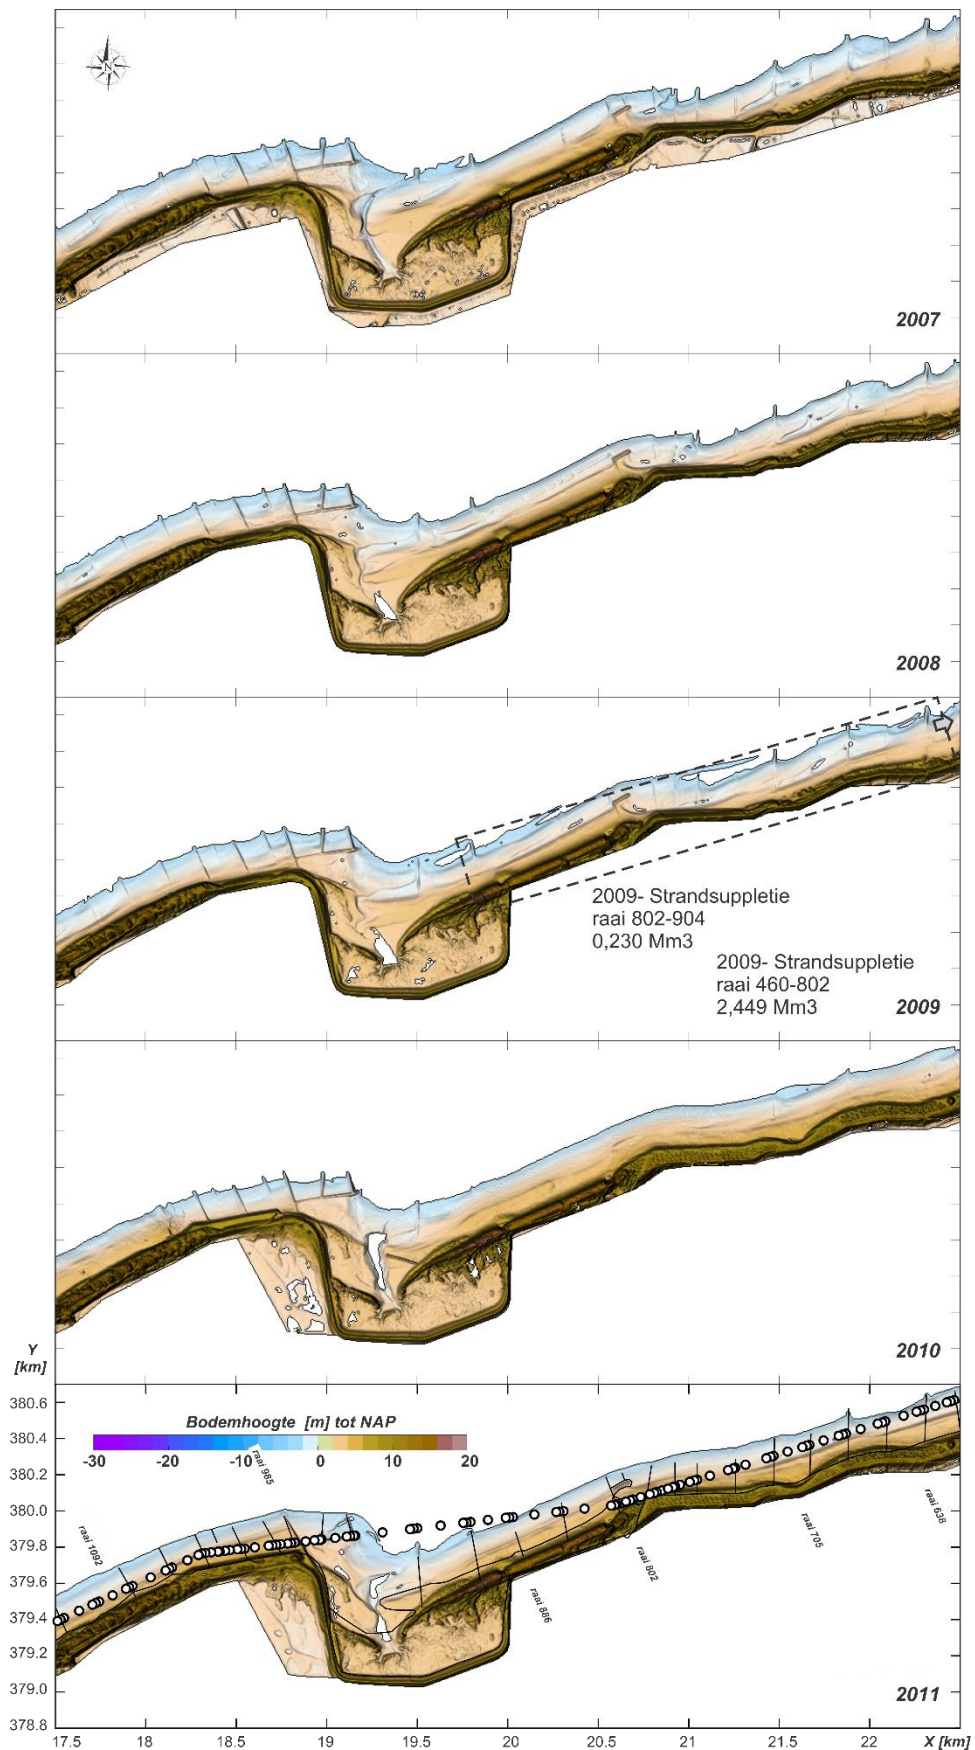 N
2007
2008
2009- Strandsuppletie
raai 802-904
0,230 Mm3
2009- Strandsuppletie
raai 460-802
2,449 Mm3
2009
2010
Y
[km]
380.6
380.4
380.2
380.0
379.8
379.6
379.4
379.2
379.0
378.8
Bodemhoogte [m] tot NAP
-30 -20 -10 0 10 20
raai 985
raai 1092
raai 886
raai 802
raai 705
raai 638
2011
17.5 18 18.5 19 19.5 20 20.5 21 21.5 22 X [km]